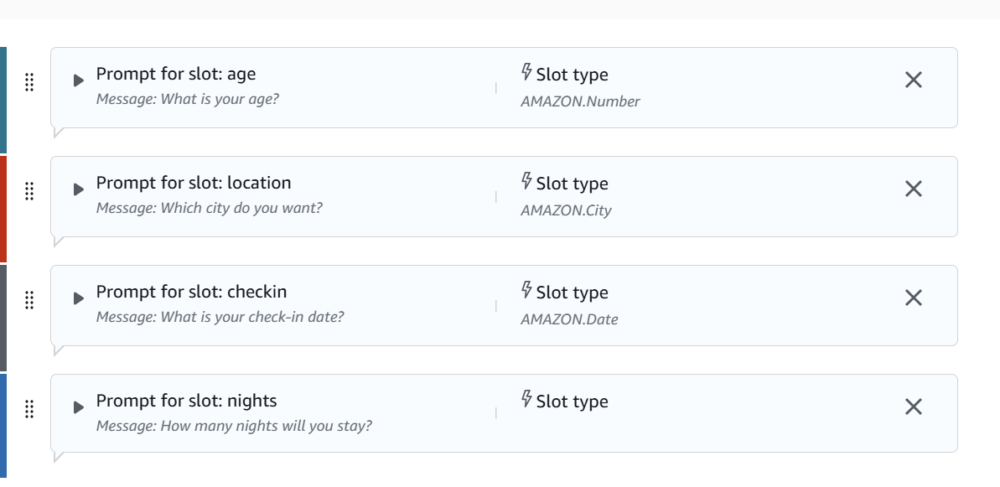 Prompt for slot: age
Message: What is your age?
Slot type
AMAZON.Number
Prompt for slot: location
Message: Which city do you want?
Slot type
AMAZON.City
Prompt for slot: checkin
Message: What is your check-in date?
Slot type
AMAZON.Date
Prompt for slot: nights
Message: How many nights will you stay?
Slot type